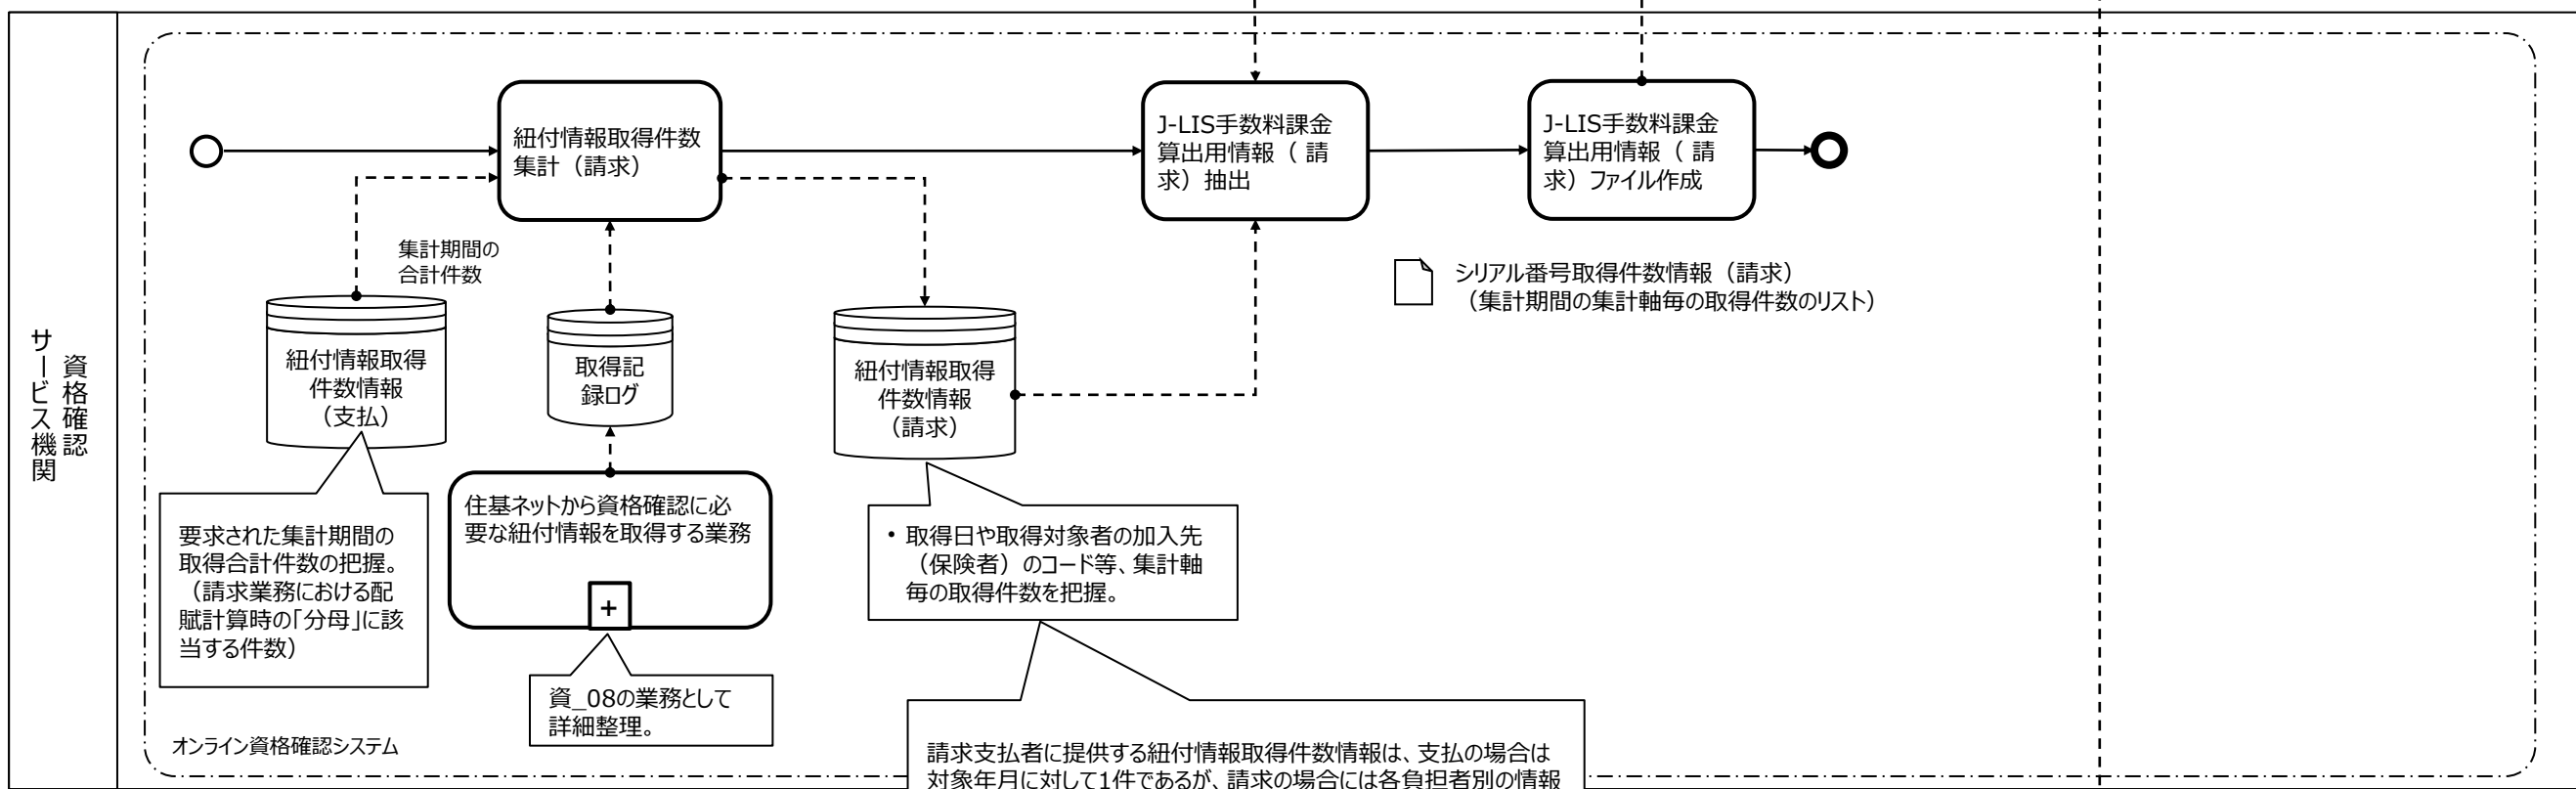 資格確認
サービス機関
紐付情報取得件数
集計（請求）
J-LIS手数料課金
算出用情報（ 請
求）抽出
J-LIS手数料課金
算出用情報（ 請
求）ファイル作成
集計期間の
合計件数
シリアル番号取得件数情報（請求）
（集計期間の集計軸毎の取得件数のリスト）
紐付情報取得
件数情報
（支払）
取得記
録ログ
紐付情報取得
件数情報
（請求）
要求された集計期間の
取得合計件数の把握。
（請求業務における配
賦計算時の「分母」に該
当する件数）
住基ネットから資格確認に必
要な紐付情報を取得する業務
+
・取得日や取得対象者の加入先
（保険者）のコード等、集計軸
毎の取得件数を把握。
資_08の業務として
詳細整理。
オンライン資格確認システム
請求支払者に提供する紐付情報取得件数情報は、支払の場合は
対象年月に対して1件であるが、請求の場合には各負担者別の情報